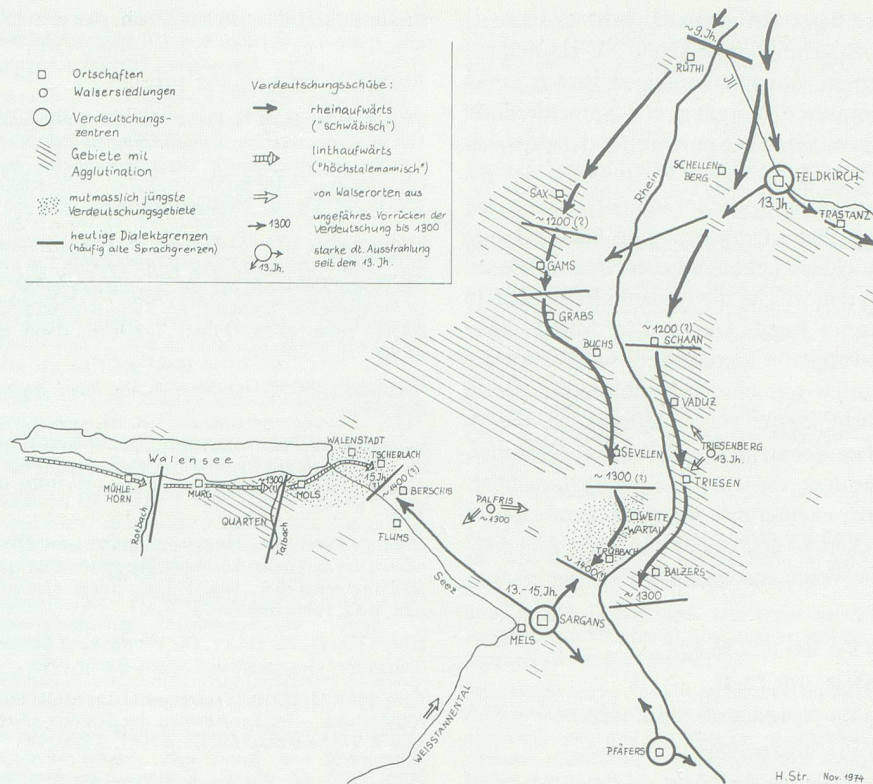 Ortschaften
Walsersiedlungen
Verdeutschungs-
zentren
Gebiete mit
Agglutination
mutmasslich jüngste
Verdeutschungsgebiete
heutige Dialektgrenzen
(häufig alte Sprachgrenzen)
Verdeutschungsschübe:
rheinaufwärts
("schwäbisch")
linthaufwärts
("höchstalemannisch")
von Walserorten aus
1300
ungefähres Vorrücken der
Verdeutschung bis 1300
13.Jh.
starke dt. Ausstrahlung
seit dem 13. Jh.
~9.Jh.
RÜTHI
Ill
Rhein
SCHELLEN-
BERG
FELDKIRCH
13.Jh.
FRASTANZ
SAX
~1200 (?)
GAMS
GRABS
BUCHS
~1200 (?)
SCHAAN
VADUZ
TRIESENBERG
13.Jh.
TRIESEN
SEVELEN
~1300 (?)
WEITE
WARTAU
TRÜBBACH
~1400(?)
BALZERS
~1300
Walensee
WALENSTADT
TSCHERLACH
15.Jh.
(?)
~1400 (?)
BERSCHIS
MÜHLE-
HORN
MURG
~1300
(?)
MOLS
QUARTEN
Rotbach
Talbach
FLUMS
PALFRIS
~1300
Seez
13.-15.Jh.
SARGANS
MELS
WEISSTANNENTAL
PFÄFERS
H.Str. Nov. 1974